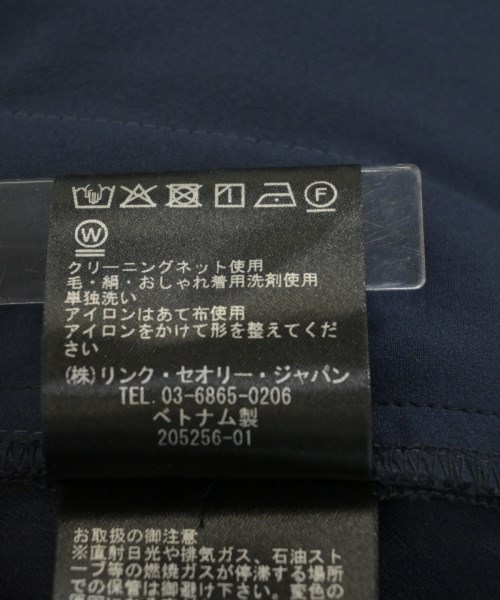 F
W
クリーニングネット使用
毛・絹・おしゃれ着用洗剤使用
単独洗い
アイロンはあて布使用
アイロンをかけて形を整えてくだ
さい
(株)リンク・セオリー・ジャパン
TEL. 03-6865-0206
ベトナム製
205256-01
お取扱の御注意
※直射日光や排気ガス、石油スト
ーブ等の燃焼ガスが停滞する場所
での保管は御避け下さい。変色の